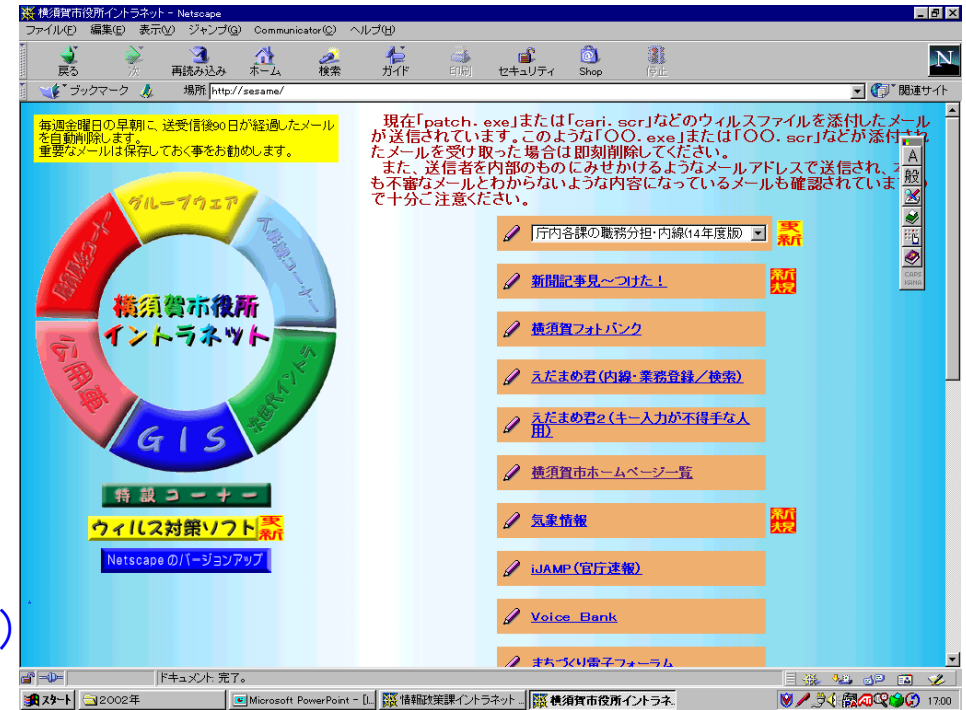 横須賀市役所イントラネット - Netscape
ファイル(F) 編集(E) 表示(V) ジャンプ(G) Communicator(C) ヘルプ(H)
戻る 次 再読み込み ホーム 検索 ガイド 印刷 セキュリティ Shop 停止
N
ブックマーク 場所: http://sesame/ 関連サイト
毎週金曜日の早朝に、送受信後90日が経過したメール
を自動削除します。
重要なメールは保存しておく事をお勧めします。
現在「patch. exe」または「cari. scr」などのウィルスファイルを添付したメール
が送信されています。このような「〇〇. exe」または「〇〇. scr」などが添付され
たメールを受け取った場合は即刻削除してください。
また、送信者を内部のものにみせかけるようなメールアドレスで送信され、
も不審なメールとわからないような内容になっているメールも確認されていま
で十分ご注意ください。
A
般
CAPS
KANA
グループウェア
公用車
GIS
横須賀市役所
イントラネット
特設コーナー
ウィルス対策ソフト 更新
Netscapeのバージョンアップ
庁内各課の職務分担・内線(14年度版) 更新
新聞記事見〜つけた! 新規
横須賀フォトバンク
えだまめ君(内線・業務登録/検索)
えだまめ君2(キー入力が不得手な人
用)
横須賀市ホームページ一覧
気象情報 新規
iJAMP(官庁速報)
Voice Bank
まちづくり電子フォーラム
)
ドキュメント: 完了。
スタート 2002年 Microsoft PowerPoint - [I... 情報政策課イントラネット ... 横須賀市役所イントラネ... 17:00